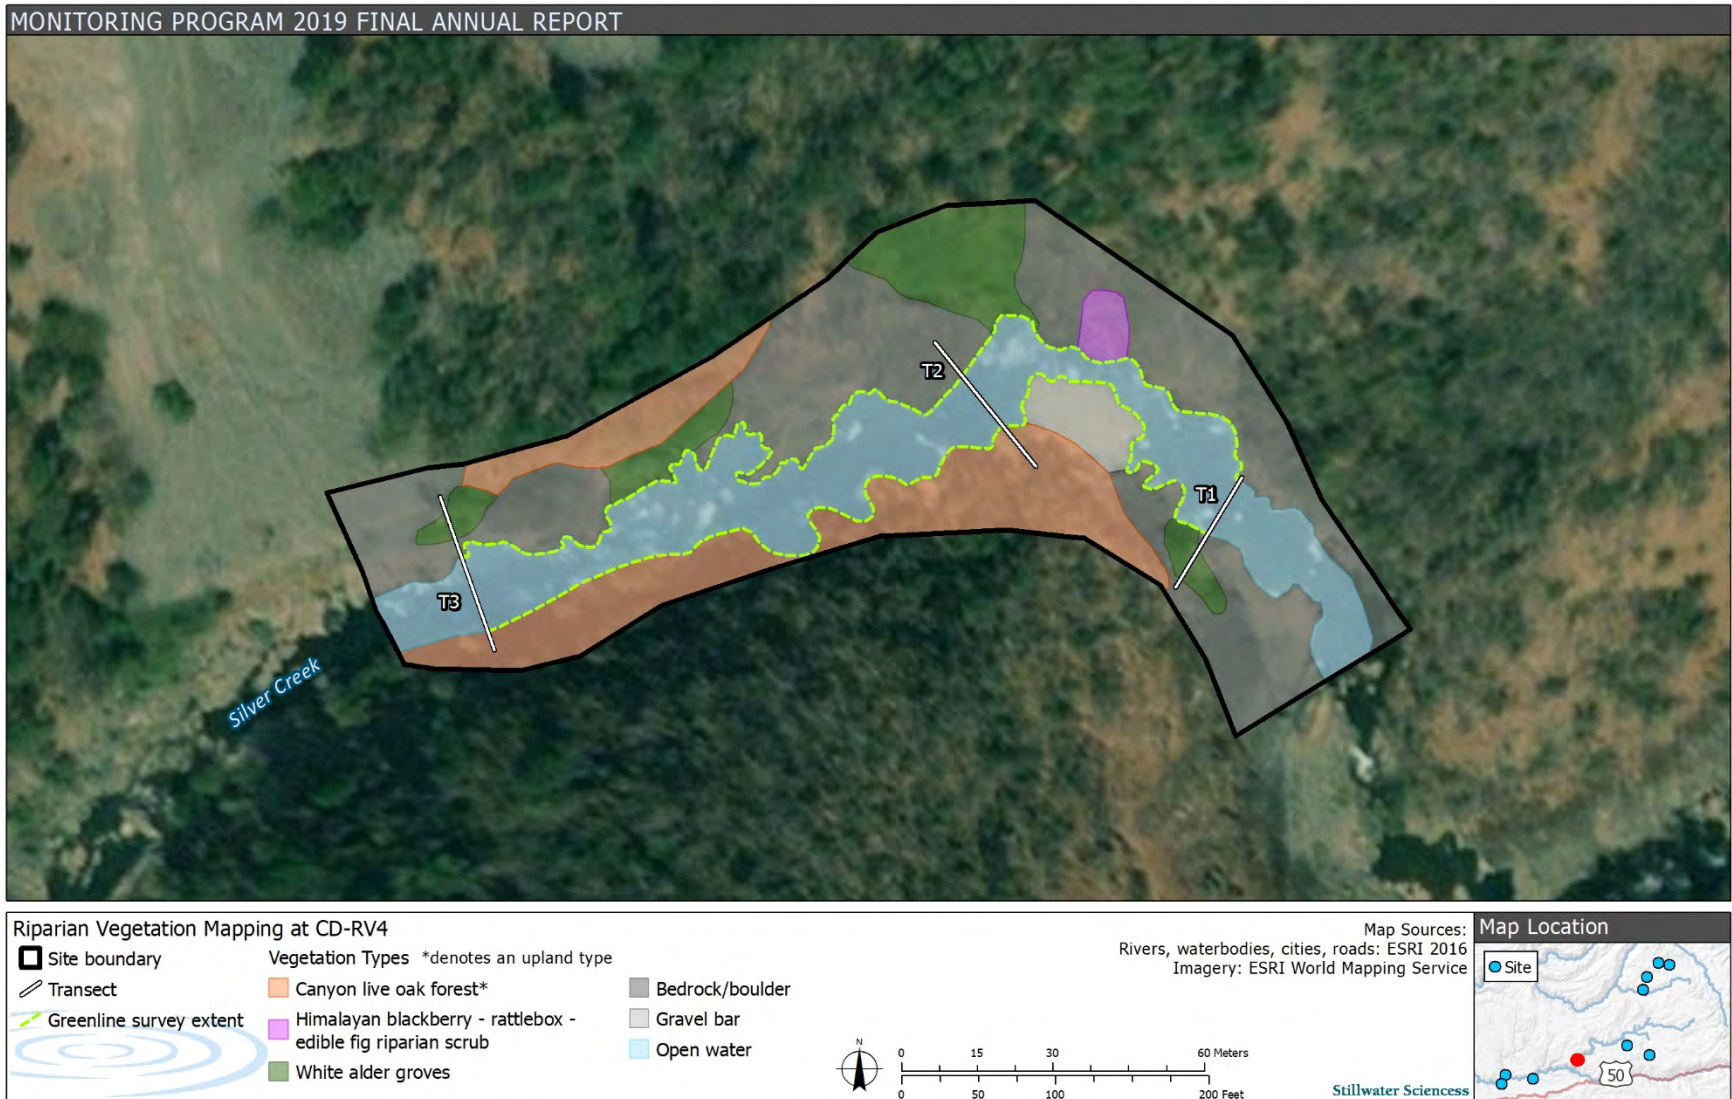 MONITORING PROGRAM 2019 FINAL ANNUAL REPORT
T2
T1
T3
Silver Creek
Riparian Vegetation Mapping at CD-RV4
Site boundary
Transect
Greenline survey extent
Vegetation Types *denotes an upland type
Canyon live oak forest*
Himalayan blackberry - rattlebox -
edible fig riparian scrub
White alder groves
Bedrock/boulder
Gravel bar
Open water
N
0 15 30 60 Meters
0 50 100 200 Feet
Map Sources:
Rivers, waterbodies, cities, roads: ESRI 2016
Imagery: ESRI World Mapping Service
Stillwater Sciencess
Map Location
Site
50